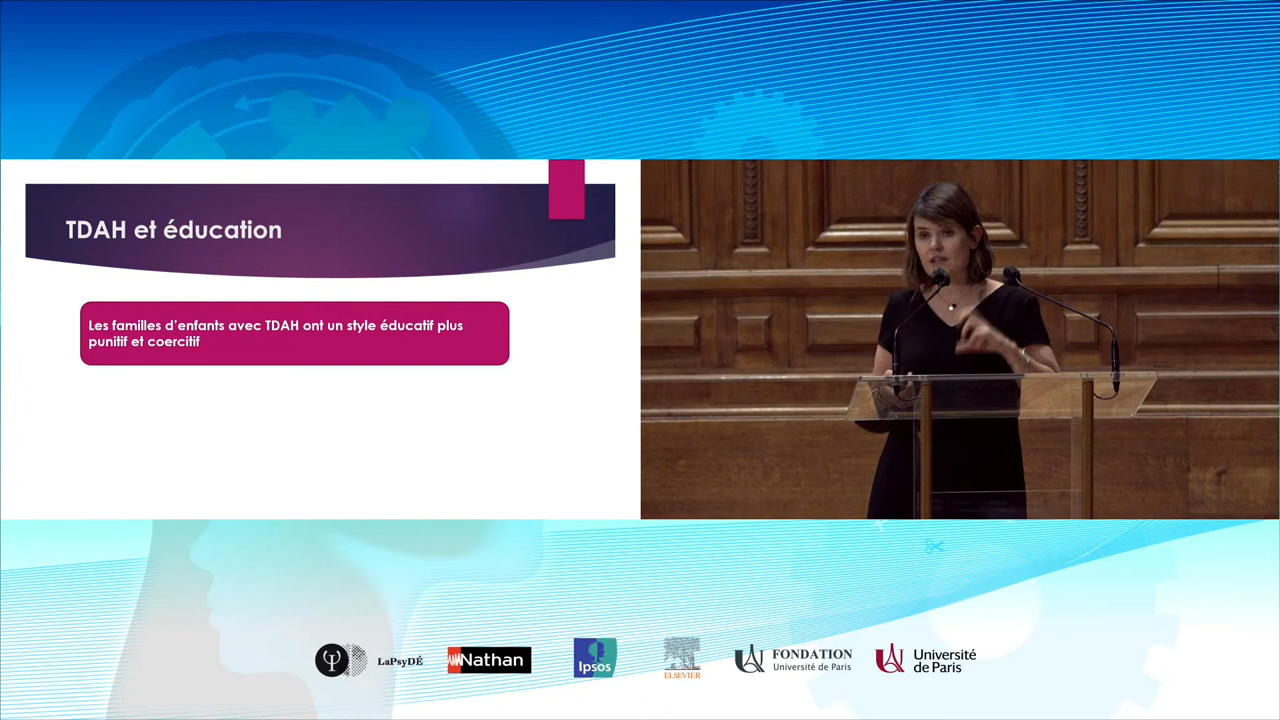 TDAH et éducation
Les familles d'enfants avec TDAH ont un style éducatif plus
punitif et coercitif
LaPsyDÉ
Nathan
Ipsos
ELSEVIER
FONDATION
Université de Paris
Université
de Paris